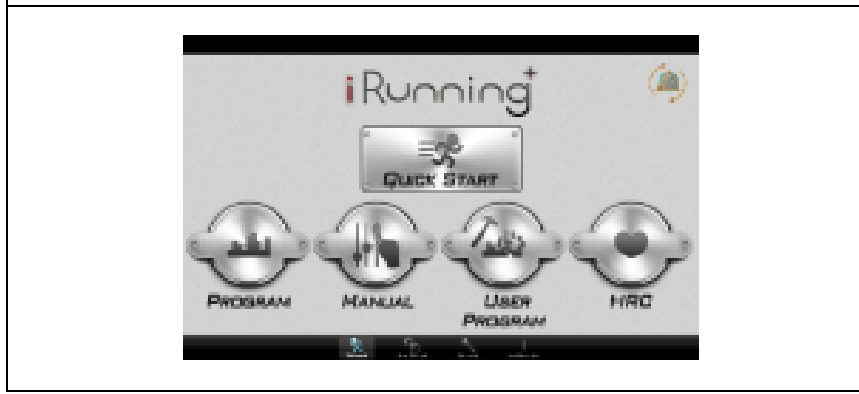 iRunning+
QUICK START
PROGRAM
MANUAL
USER
PROGRAM
HRC